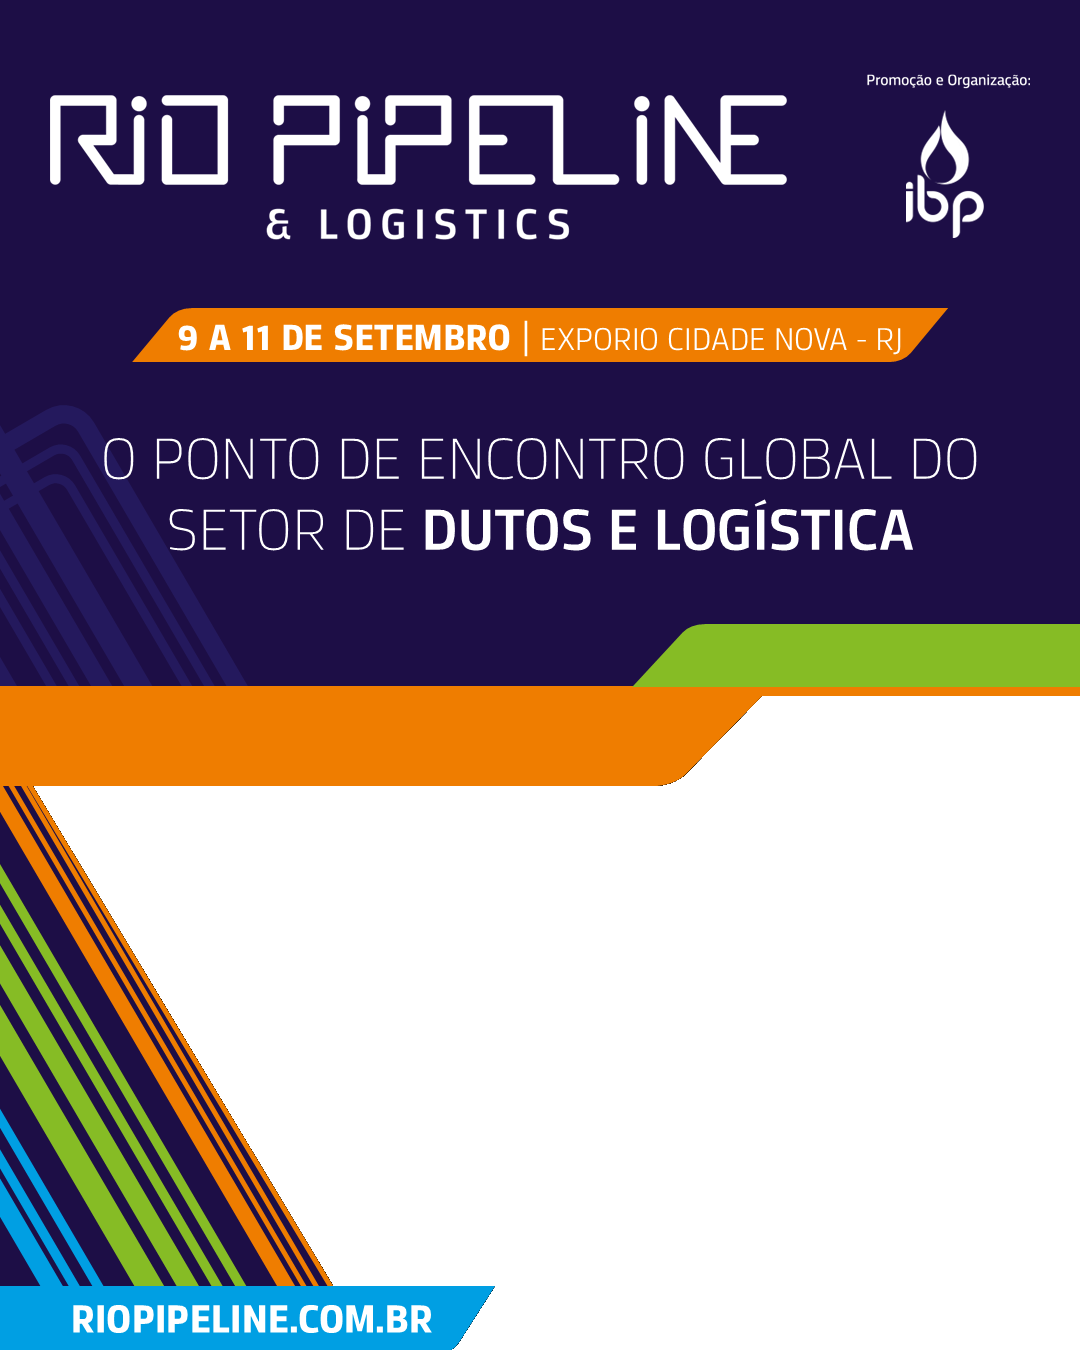 RIO PIPELINE
& LOGISTICS
Promoção e Organização:
ibp
9 A 11 DE SETEMBRO | EXPORIO CIDADE NOVA - RJ
O PONTO DE ENCONTRO GLOBAL DO
SETOR DE DUTOS E LOGÍSTICA
RIOPIPELINE.COM.BR